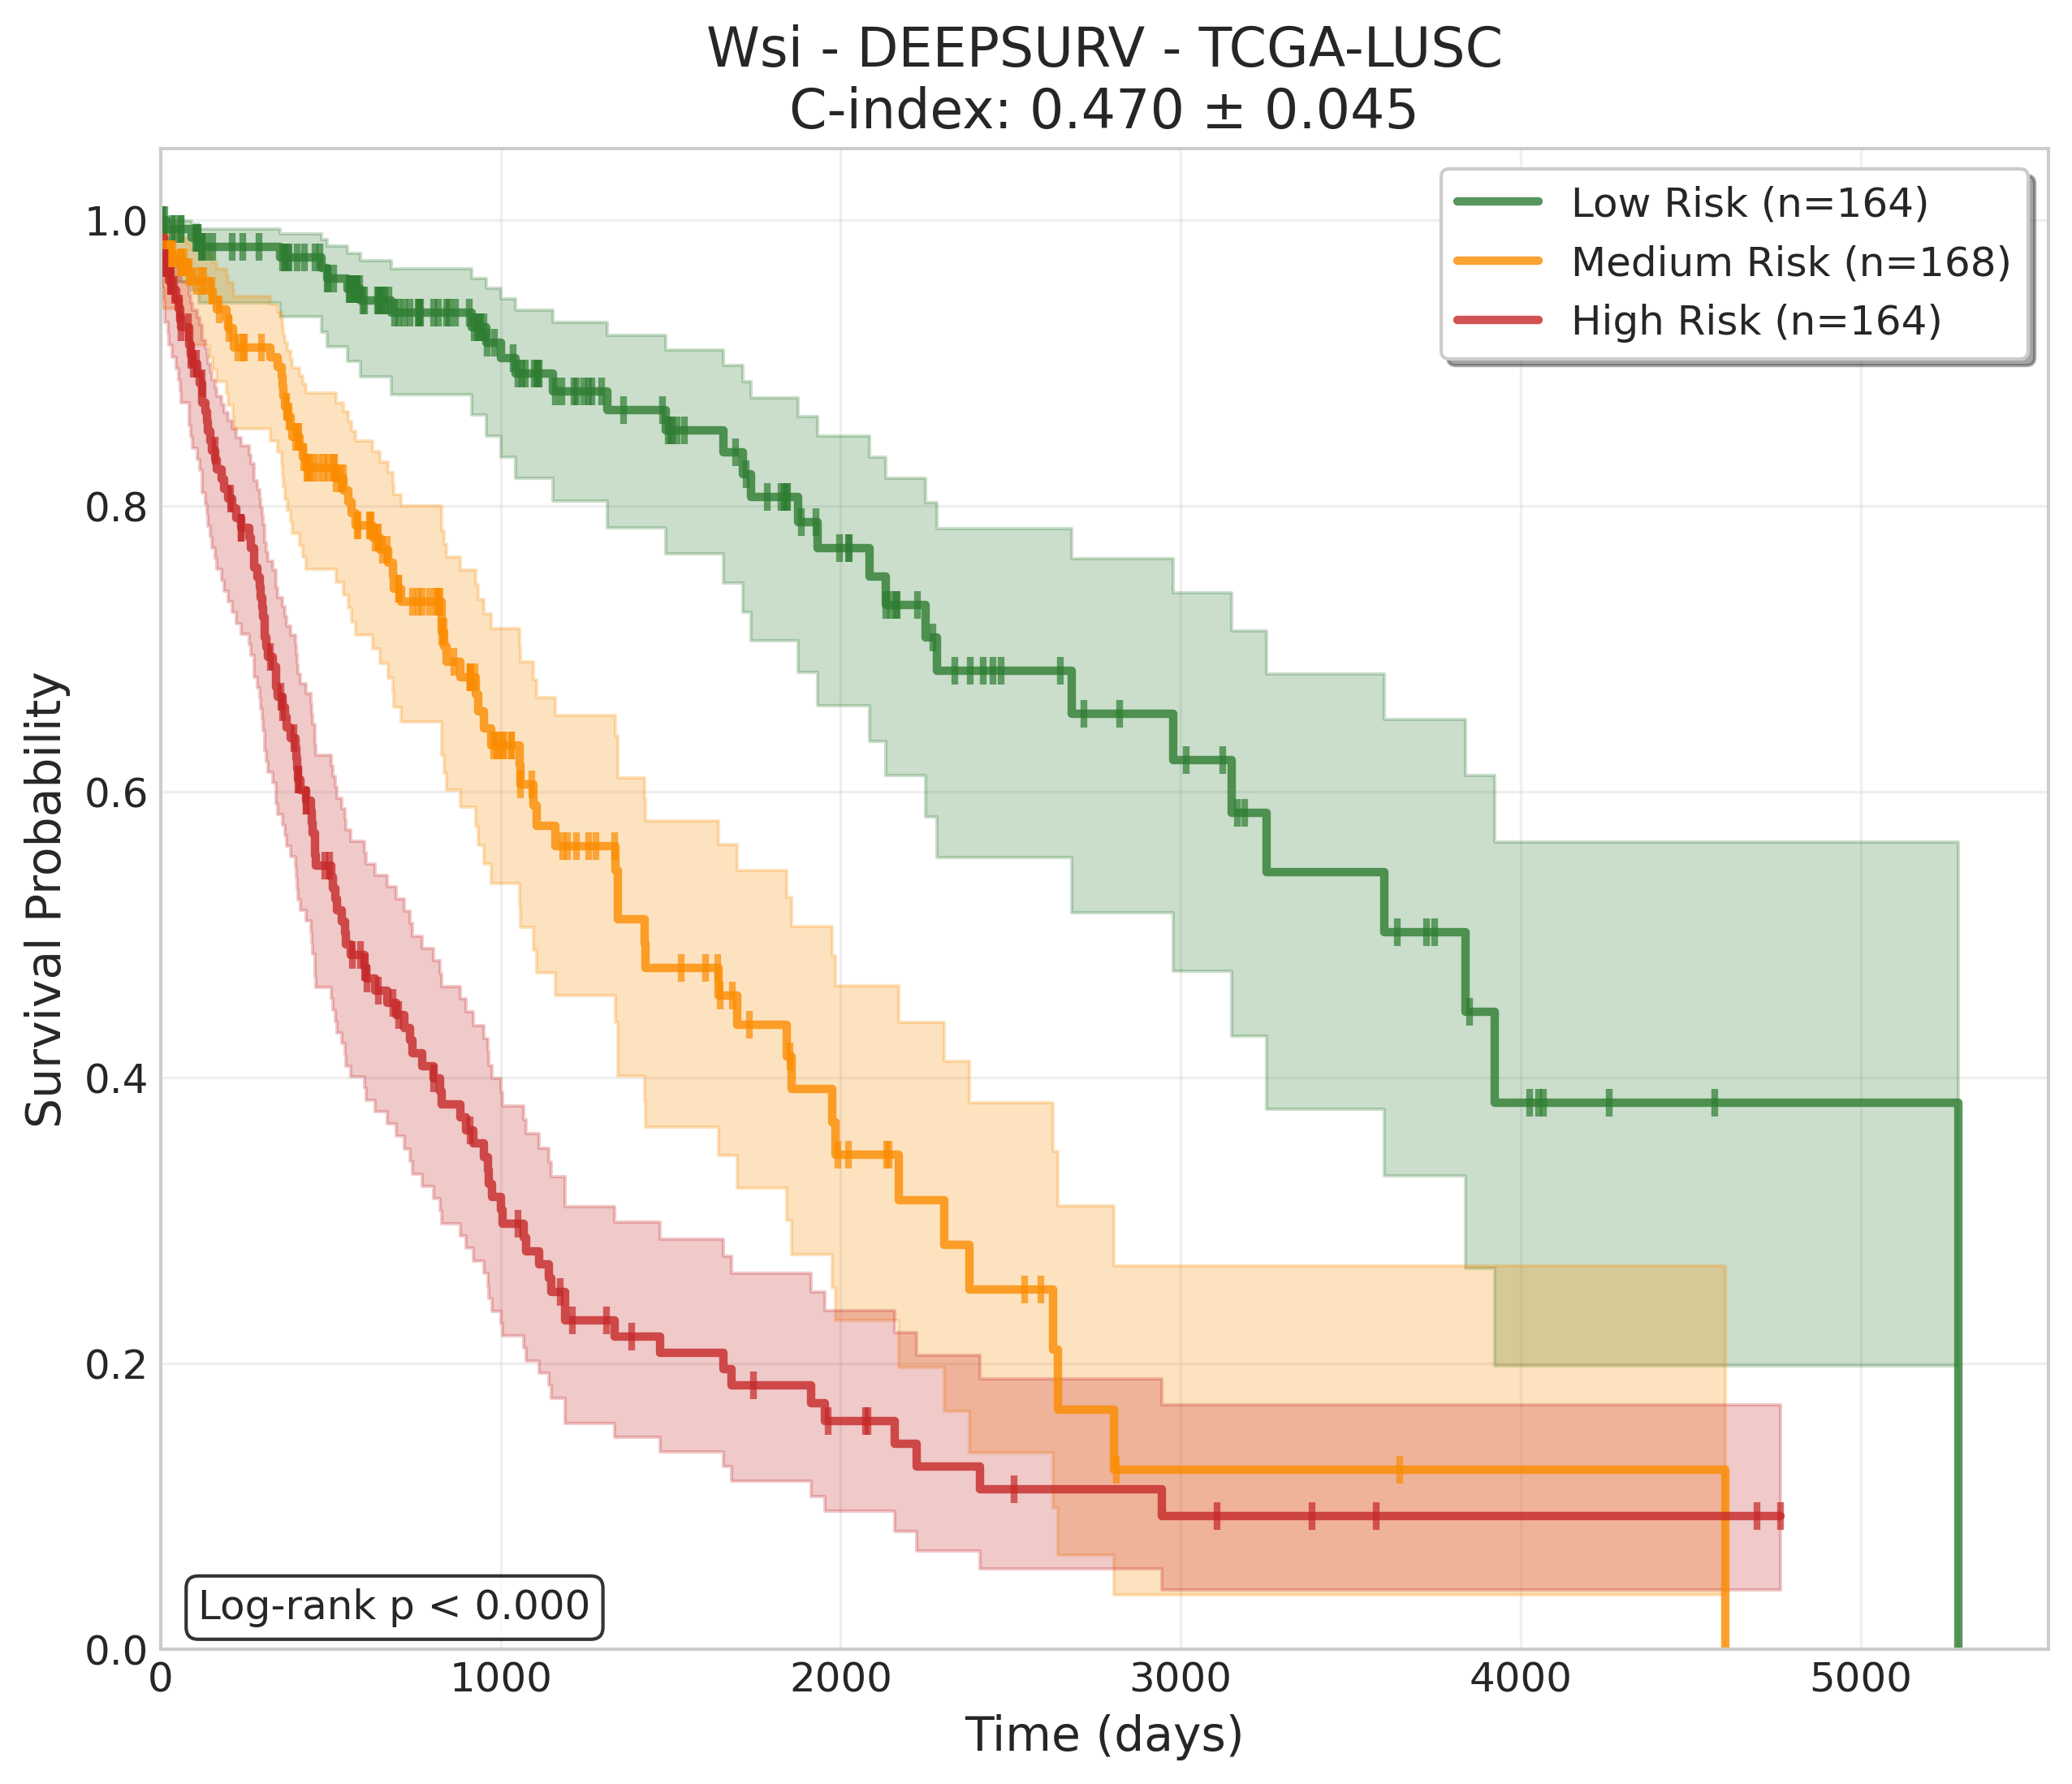 Wsi - DEEPSURV - TCGA-LUSC
C-index: 0.470 ± 0.045
Low Risk (n=164)
Medium Risk (n=168)
High Risk (n=164)
Survival Probability
1.0
0.8
0.6
0.4
0.2
0.0
Log-rank p < 0.000
0 1000 2000 3000 4000 5000
Time (days)